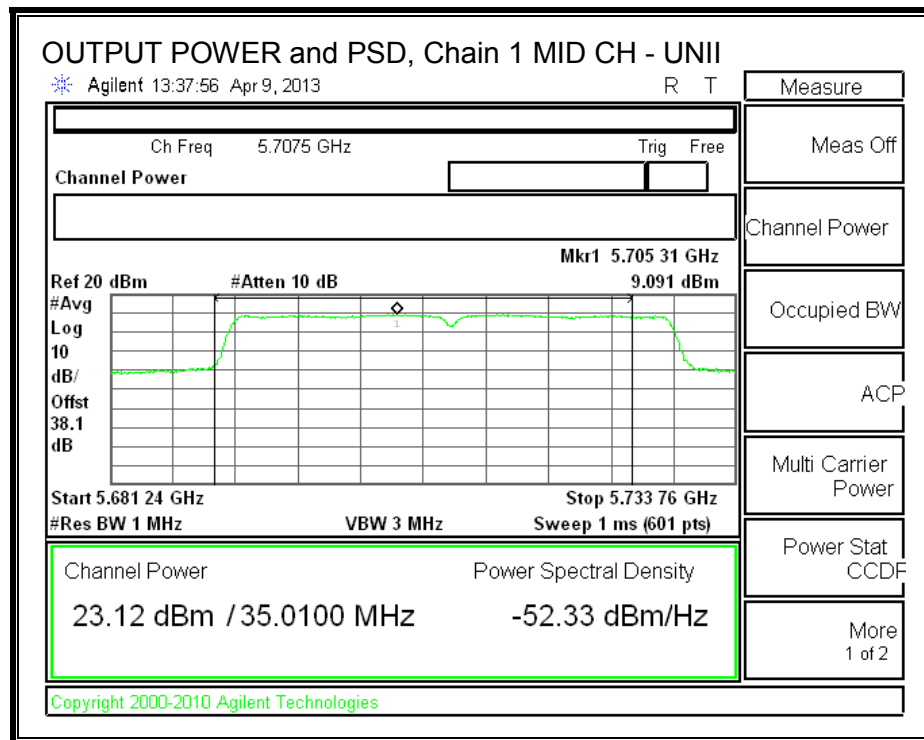 OUTPUT POWER and PSD, Chain 1 MID CH - UNII
Agilent 13:37:56 Apr 9, 2013 R T
Measure
Ch Freq 5.7075 GHz Trig Free
Meas Off
Channel Power
Channel Power
Mkr1 5.705 31 GHz
Ref 20 dBm #Atten 10 dB 9.091 dBm
#Avg
Log
10
dB/
Offst
38.1
dB
1
Occupied BW
ACP
Multi Carrier
Power
Start 5.681 24 GHz Stop 5.733 76 GHz
#Res BW 1 MHz VBW 3 MHz Sweep 1 ms (601 pts)
Power Stat
CCDF
Channel Power Power Spectral Density
23.12 dBm / 35.0100 MHz -52.33 dBm/Hz
More
1 of 2
Copyright 2000-2010 Agilent Technologies